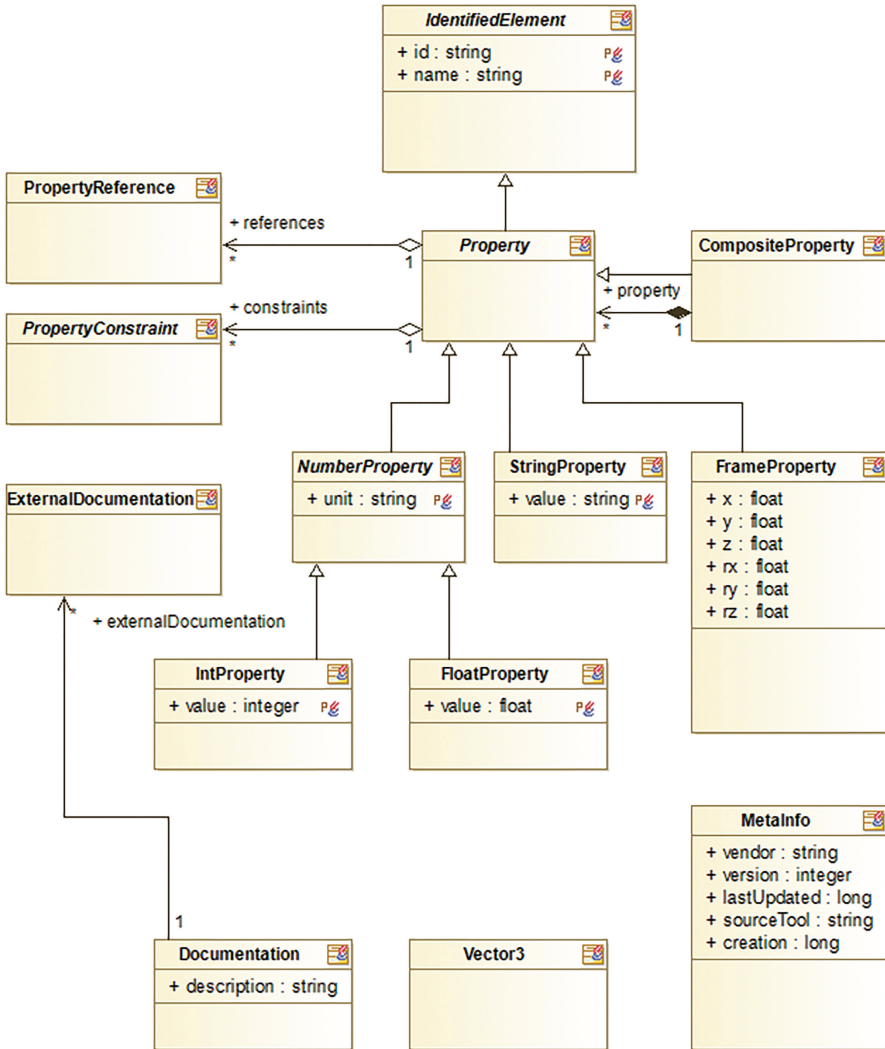 IdentifiedElement
+ id : string
+ name : string
PropertyReference
+ references
*
1
Property
CompositeProperty
+ property
*
1
PropertyConstraint
+ constraints
*
1
NumberProperty
+ unit : string
StringProperty
+ value : string
FrameProperty
+ x : float
+ y : float
+ z : float
+ rx : float
+ ry : float
+ rz : float
ExternalDocumentation
*
+ externalDocumentation
IntProperty
+ value : integer
FloatProperty
+ value : float
MetaInfo
+ vendor : string
+ version : integer
+ lastUpdated : long
+ sourceTool : string
+ creation : long
1
Documentation
+ description : string
Vector3